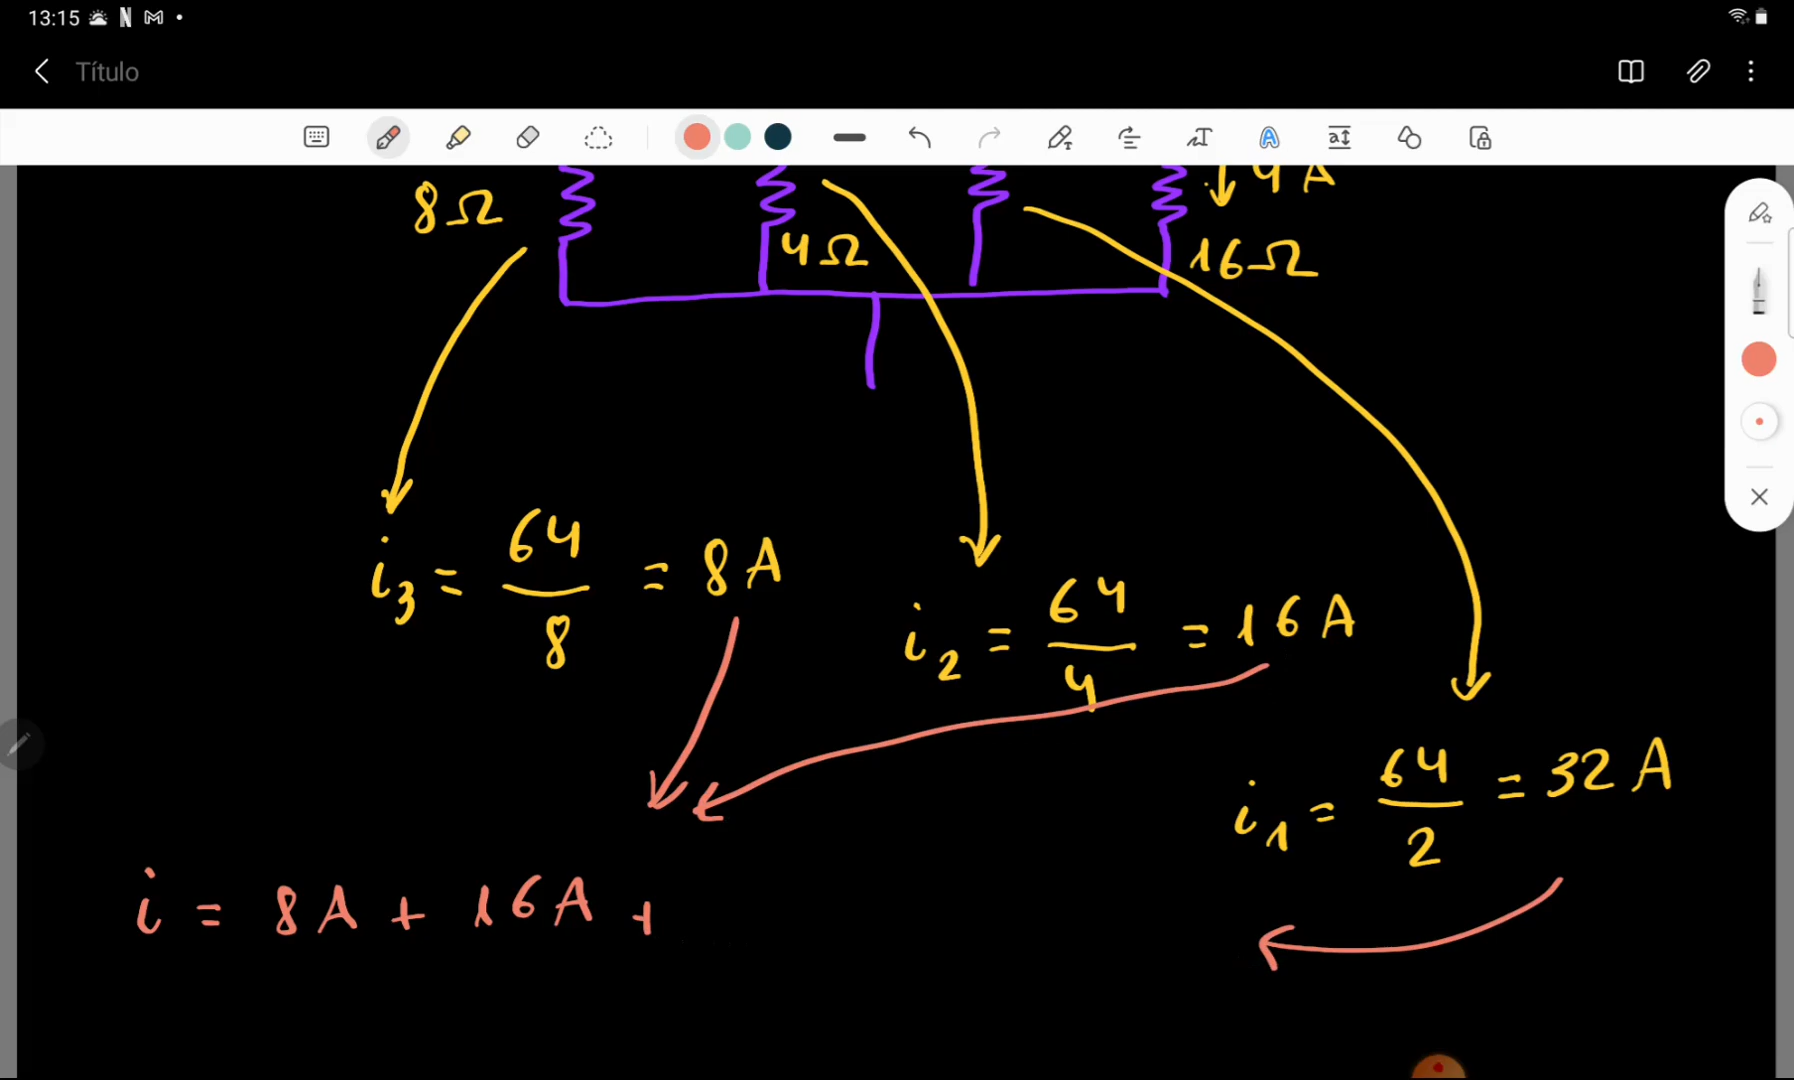 13:15
Título
↓ 4 A
8Ω
4Ω
16Ω
i₃ = 64/8 = 8A
i₂ = 64/4 = 16A
i₁ = 64/2 = 32A
i = 8A + 16A +